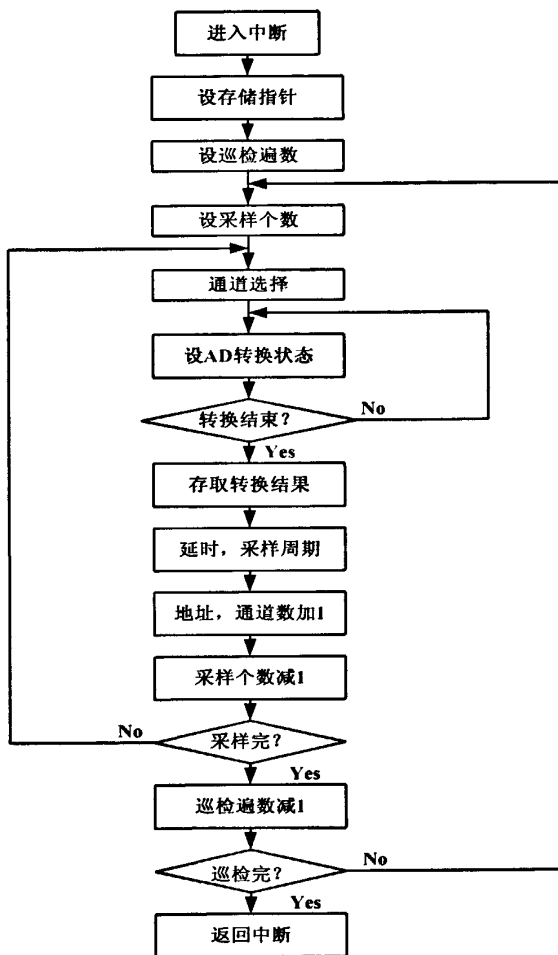 进入中断
设存储指针
设巡检遍数
设采样个数
通道选择
设AD转换状态
转换结束?
No
Yes
存取转换结果
延时，采样周期
地址，通道数加1
采样个数减1
No
采样完?
Yes
巡检遍数减1
巡检完?
No
Yes
返回中断